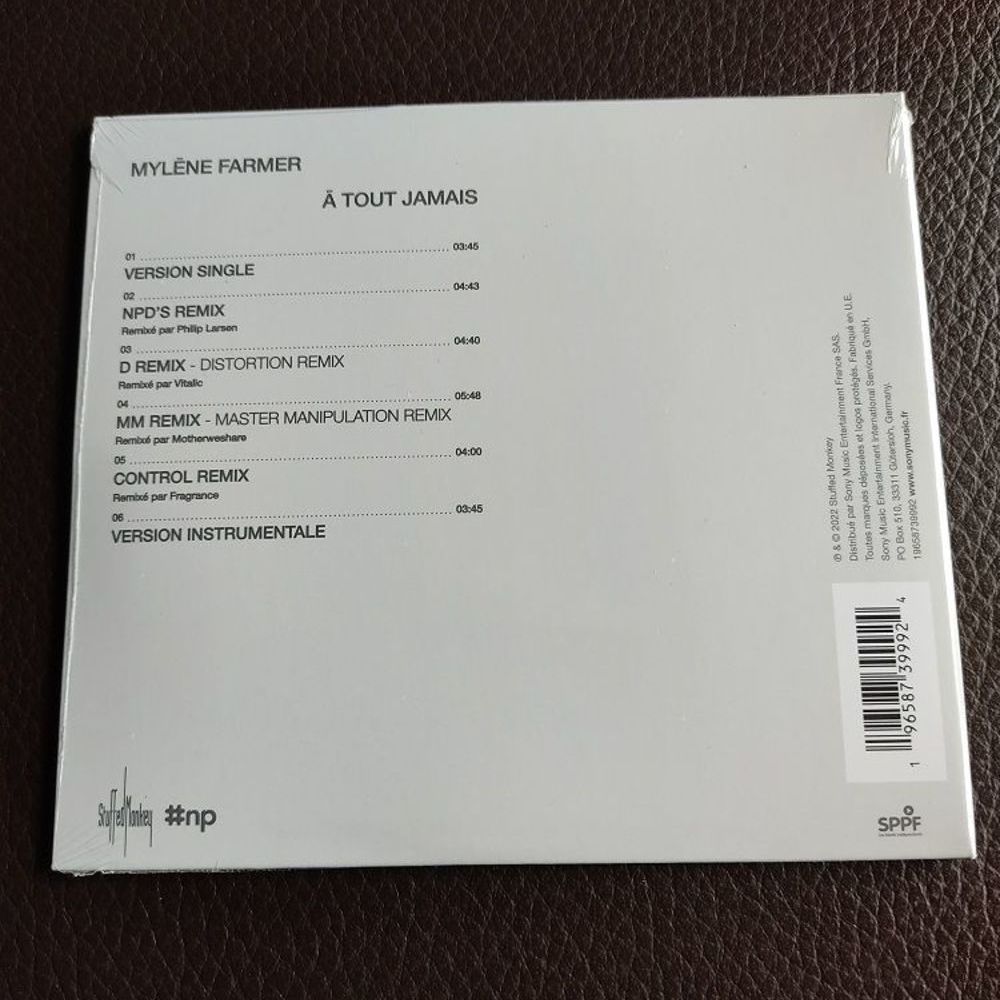 MYLĒNE FARMER
Ā TOUT JAMAIS
01 03:45
VERSION SINGLE
02 04:43
NPD'S REMIX
Remixé par Philip Larsen
03 04:40
D REMIX - DISTORTION REMIX
Remixé par Vitalic
04 05:48
MM REMIX - MASTER MANIPULATION REMIX
Remixé par Motherweshare
05 04:00
CONTROL REMIX
Remixé par Fragrance
06 03:45
VERSION INSTRUMENTALE
℗ & © 2022 Stuffed Monkey
Distribué par Sony Music Entertainment France SAS.
Toutes marques déposées et logos protégés. Fabriqué en U.E.
Sony Music Entertainment International Services GmbH,
PO Box 510, 33311 Gütersloh, Germany.
19658739992 www.sonymusic.fr
1 96587 39992 4
Stuffed Monkey
#np
SPPF